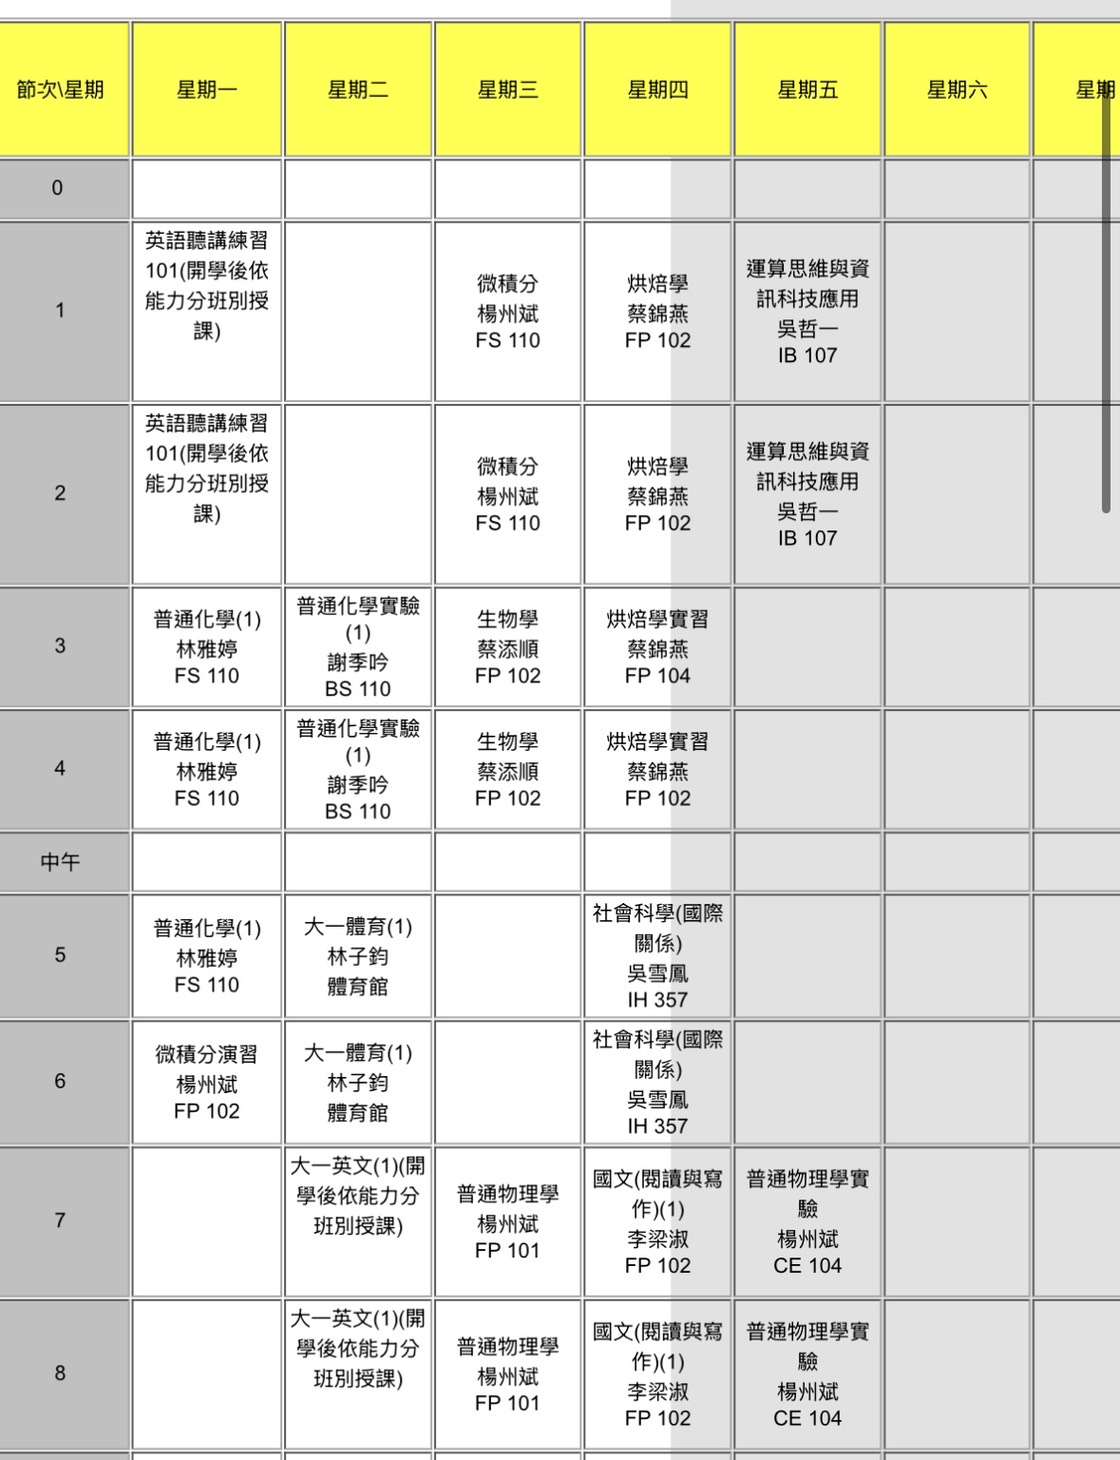 節次\星期 星期一 星期二 星期三 星期四 星期五 星期六 星期
0
1
英語聽講練習
101(開學後依
能力分班別授
課)
微積分
楊州斌
FS 110
烘焙學
蔡錦燕
FP 102
運算思維與資
訊科技應用
吳哲一
IB 107
2
英語聽講練習
101(開學後依
能力分班別授
課)
微積分
楊州斌
FS 110
烘焙學
蔡錦燕
FP 102
運算思維與資
訊科技應用
吳哲一
IB 107
3
普通化學(1)
林雅婷
FS 110
普通化學實驗
(1)
謝季吟
BS 110
生物學
蔡添順
FP 102
烘焙學實習
蔡錦燕
FP 104
4
普通化學(1)
林雅婷
FS 110
普通化學實驗
(1)
謝季吟
BS 110
生物學
蔡添順
FP 102
烘焙學實習
蔡錦燕
FP 102
中午
5
普通化學(1)
林雅婷
FS 110
大一體育(1)
林子鈞
體育館
社會科學(國際
關係)
吳雪鳳
IH 357
6
微積分演習
楊州斌
FP 102
大一體育(1)
林子鈞
體育館
社會科學(國際
關係)
吳雪鳳
IH 357
7
大一英文(1)(開
學後依能力分
班別授課)
普通物理學
楊州斌
FP 101
國文(閱讀與寫
作)(1)
李梁淑
FP 102
普通物理學實
驗
楊州斌
CE 104
8
大一英文(1)(開
學後依能力分
班別授課)
普通物理學
楊州斌
FP 101
國文(閱讀與寫
作)(1)
李梁淑
FP 102
普通物理學實
驗
楊州斌
CE 104